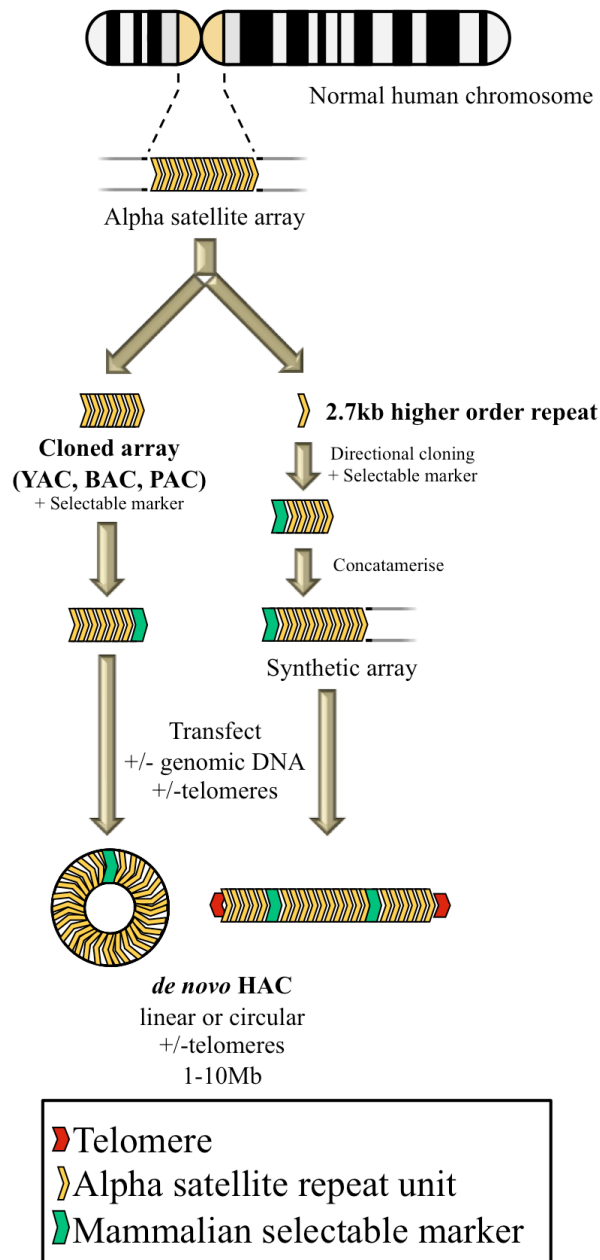 Normal human chromosome
Alpha satellite array
2.7kb higher order repeat
Cloned array
(YAC, BAC, PAC)
+ Selectable marker
Directional cloning
+ Selectable marker
Concatamerise
Synthetic array
Transfect
+/- genomic DNA
+/-telomeres
de novo HAC
linear or circular
+/-telomeres
1-10Mb
Telomere
Alpha satellite repeat unit
Mammalian selectable marker